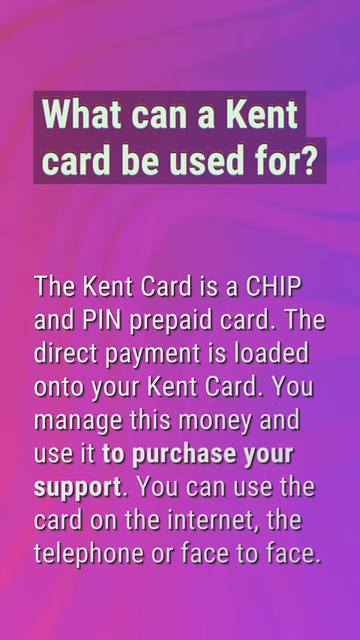 What can a Kent
card be used for?
The Kent Card is a CHIP
and PIN prepaid card. The
direct payment is loaded
onto your Kent Card. You
manage this money and
use it to purchase your
support. You can use the
card on the internet, the
telephone or face to face.